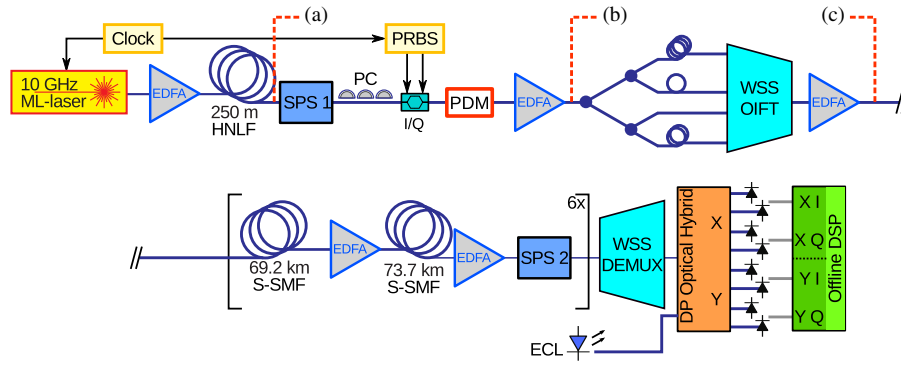 (a)
(b)
(c)
Clock
PRBS
10 GHz
ML-laser
EDFA
250 m
HNLF
SPS 1
PC
I/Q
PDM
EDFA
WSS
OIFT
EDFA
6x
69.2 km
S-SMF
EDFA
73.7 km
S-SMF
EDFA
SPS 2
WSS
DEMUX
DP Optical Hybrid
X
Y
X I
X Q
Y I
Y Q
Offline DSP
ECL